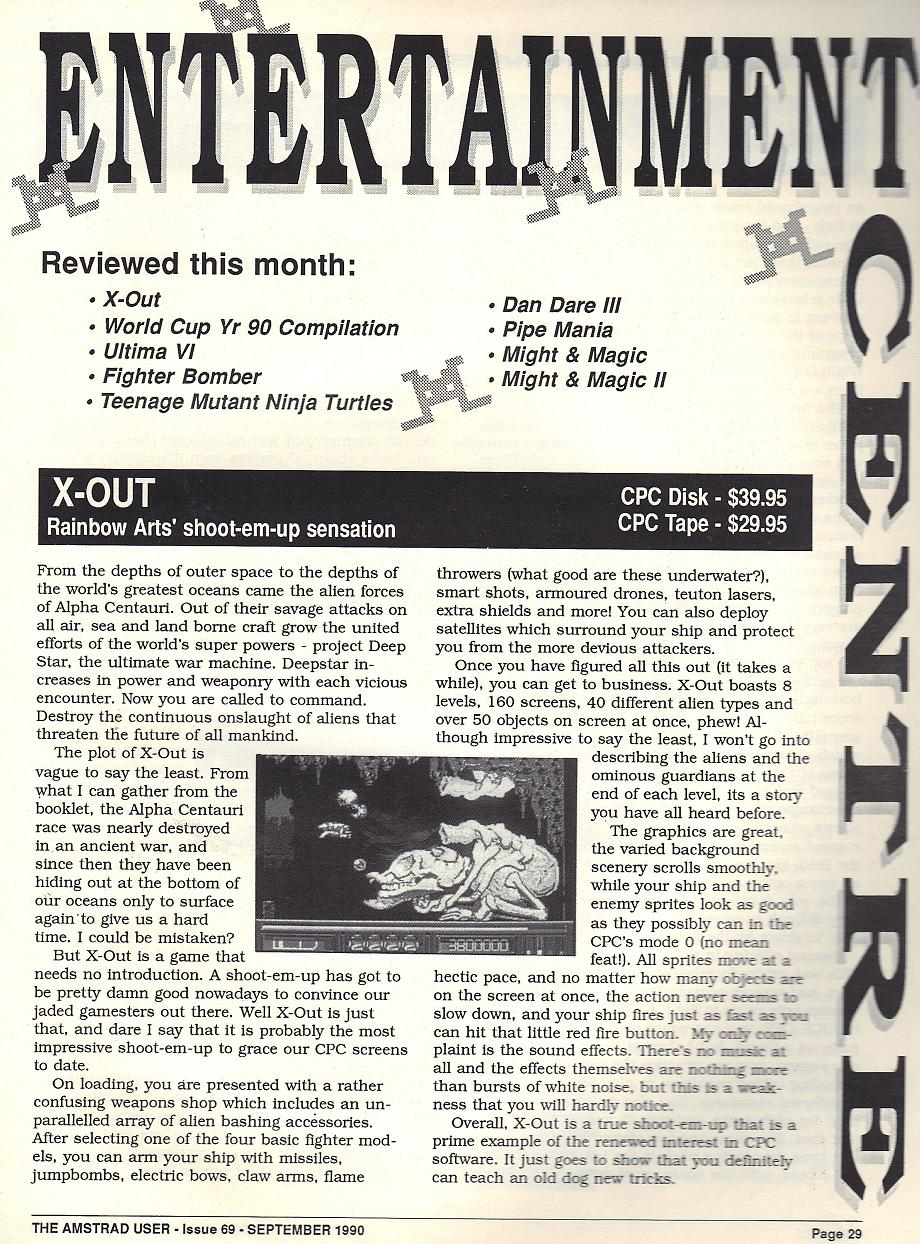 ENTERTAINMENT
CENTRE
Reviewed this month:
• X-Out
• World Cup Yr 90 Compilation
• Ultima VI
• Fighter Bomber
• Teenage Mutant Ninja Turtles
• Dan Dare III
• Pipe Mania
• Might & Magic
• Might & Magic II
X-OUT
Rainbow Arts' shoot-em-up sensation
CPC Disk - $39.95
CPC Tape - $29.95
From the depths of outer space to the depths of
the world's greatest oceans came the alien forces
of Alpha Centauri. Out of their savage attacks on
all air, sea and land borne craft grow the united
efforts of the world's super powers - project Deep
Star, the ultimate war machine. Deepstar in-
creases in power and weaponry with each vicious
encounter. Now you are called to command.
Destroy the continuous onslaught of aliens that
threaten the future of all mankind.
The plot of X-Out is
vague to say the least. From
what I can gather from the
booklet, the Alpha Centauri
race was nearly destroyed
in an ancient war, and
since then they have been
hiding out at the bottom of
our oceans only to surface
again to give us a hard
time. I could be mistaken?
But X-Out is a game that
needs no introduction. A shoot-em-up has got to
be pretty damn good nowadays to convince our
jaded gamesters out there. Well X-Out is just
that, and dare I say that it is probably the most
impressive shoot-em-up to grace our CPC screens
to date.
On loading, you are presented with a rather
confusing weapons shop which includes an un-
parallelled array of alien bashing accessories.
After selecting one of the four basic fighter mod-
els, you can arm your ship with missiles,
jumpbombs, electric bows, claw arms, flame
throwers (what good are these underwater?),
smart shots, armoured drones, teuton lasers,
extra shields and more! You can also deploy
satellites which surround your ship and protect
you from the more devious attackers.
Once you have figured all this out (it takes a
while), you can get to business. X-Out boasts 8
levels, 160 screens, 40 different alien types and
over 50 objects on screen at once, phew! Al-
though impressive to say the least, I won't go into
describing the aliens and the
ominous guardians at the
end of each level, its a story
you have all heard before.
The graphics are great,
the varied background
scenery scrolls smoothly,
while your ship and the
enemy sprites look as good
as they possibly can in the
CPC's mode 0 (no mean
feat!). All sprites move at a
hectic pace, and no matter how many objects are
on the screen at once, the action never seems to
slow down, and your ship fires just as fast as you
can hit that little red fire button. My only com-
plaint is the sound effects. There's no music at
all and the effects themselves are nothing more
than bursts of white noise, but this is a weak-
ness that you will hardly notice.
Overall, X-Out is a true shoot-em-up that is a
prime example of the renewed interest in CPC
software. It just goes to show that you definitely
can teach an old dog new tricks.
THE AMSTRAD USER - Issue 69 - SEPTEMBER 1990
Page 29